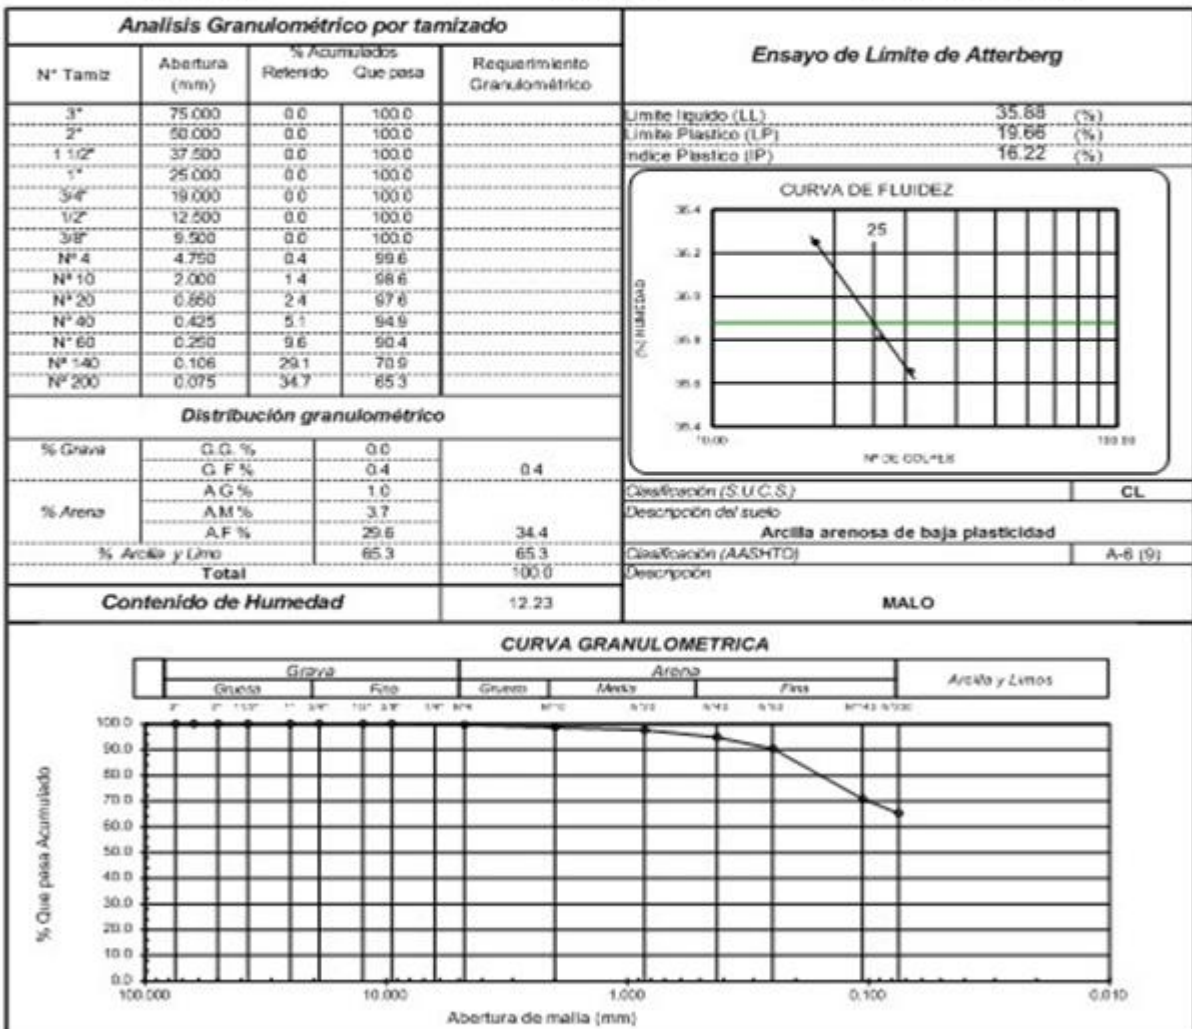 Analisis Granulométrico por tamizado
N° Tamiz Abertura (mm) % Acumulados Retenido Que pasa Requerimiento Granulométrico
3" 75.000 0.0 100.0
2" 50.000 0.0 100.0
1 1/2" 37.500 0.0 100.0
1" 25.000 0.0 100.0
3/4" 19.000 0.0 100.0
1/2" 12.500 0.0 100.0
3/8" 9.500 0.0 100.0
N° 4 4.750 0.4 99.6
N° 10 2.000 1.4 98.6
N° 20 0.850 2.4 97.6
N° 40 0.425 5.1 94.9
N° 60 0.250 9.6 90.4
N° 140 0.106 29.1 70.9
N° 200 0.075 34.7 65.3
Distribución granulométrico
% Grava G.G. % 0.0
G. F % 0.4 0.4
% Arena A.G % 1.0
A.M % 3.7
A.F % 29.6 34.4
% Arcilla y Limo 65.3 65.3
Total 100.0
Contenido de Humedad 12.23
Ensayo de Límite de Atterberg
Limite liquido (LL) 35.88 (%)
Limite Plastico (LP) 19.66 (%)
ndice Plastico (IP) 16.22 (%)
CURVA DE FLUIDEZ
25
36.4
36.2
35.8
35.6
35.4
(%) HUMEDAD
10.00 100.00
N° DE GOLPES
Clasificación (S.U.C.S.) CL
Descripción del suelo
Arcilla arenosa de baja plasticidad
Clasificación (AASHTO) A-6 (9)
Descripción
MALO
CURVA GRANULOMETRICA
Grava Arena Arcilla y Limos
Gruesa Fino Grueso Media Fina
100.0
90.0
80.0
70.0
60.0
50.0
40.0
30.0
20.0
10.0
0.0
% Que pasa Acumulado
100.000 10.000 1.000 0.100 0.010
Abertura de malla (mm)